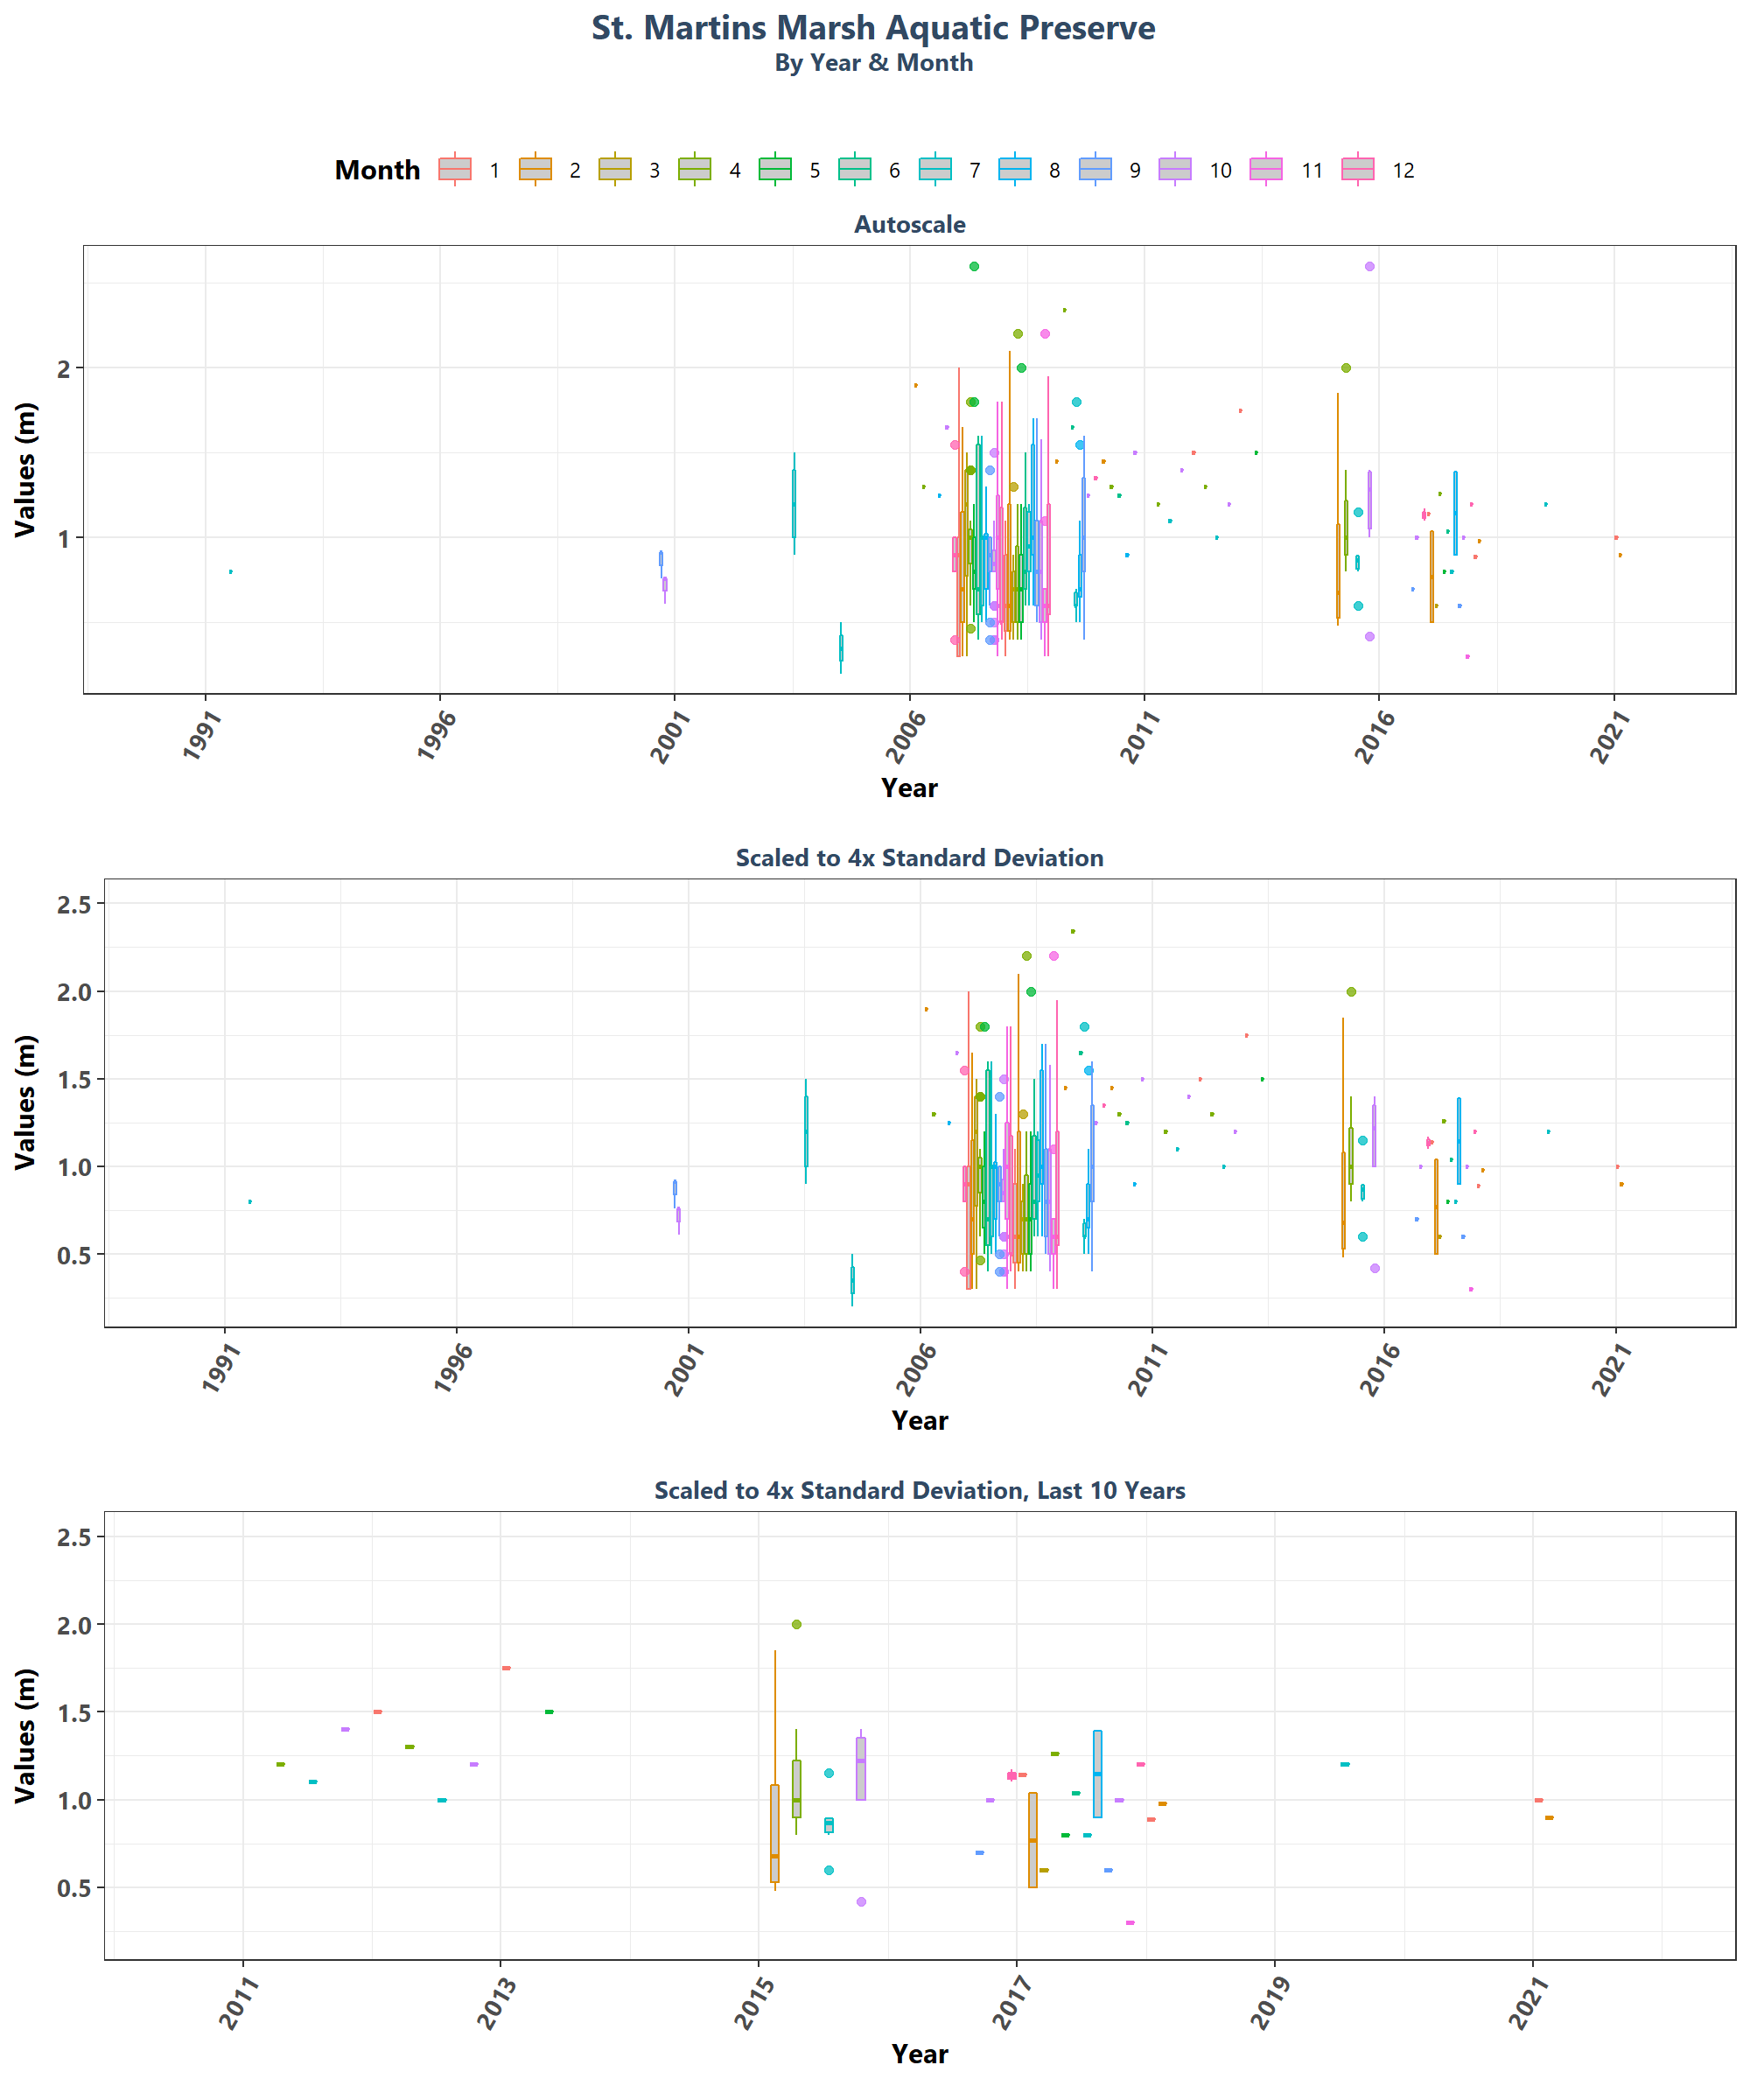 St. Martins Marsh Aquatic Preserve
By Year & Month
Month 1 2 3 4 5 6 7 8 9 10 11 12
Autoscale
Values (m)
2
1
1991 1996 2001 2006 2011 2016 2021
Year
Scaled to 4x Standard Deviation
Values (m)
2.5
2.0
1.5
1.0
0.5
1991 1996 2001 2006 2011 2016 2021
Year
Scaled to 4x Standard Deviation, Last 10 Years
Values (m)
2.5
2.0
1.5
1.0
0.5
2011 2013 2015 2017 2019 2021
Year